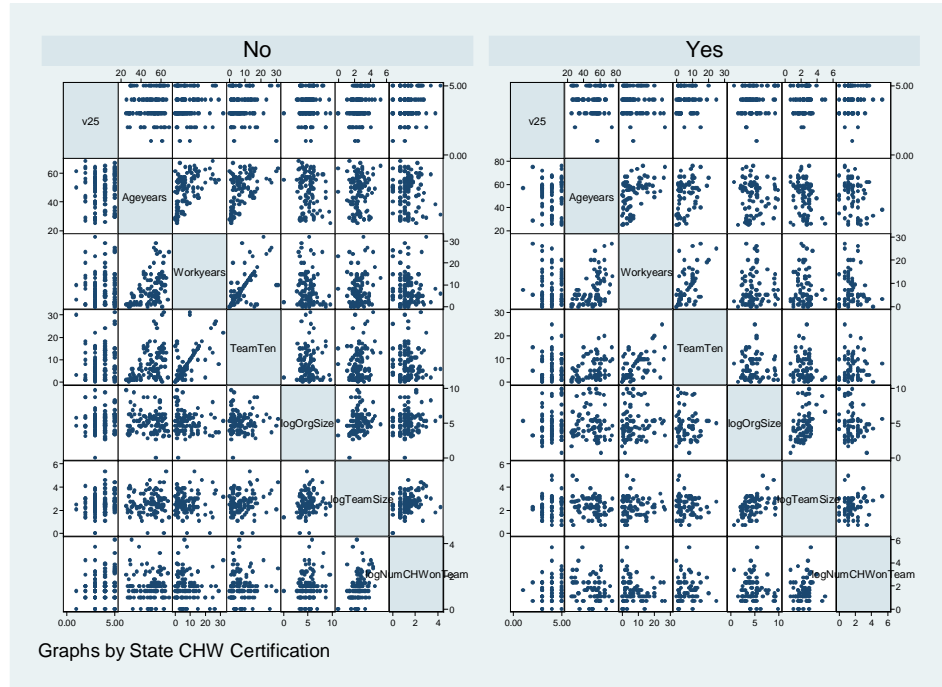 No Yes
20 40 60 0 10 20 30 0 2 4 6 20 40 60 80 0 10 20 30 0 2 4 6
v25 5.00 v25 5.00
0.00 0.00
60 80
40 Ageyears 60 Ageyears
20 40
20
Workyears 30 Workyears 30
20 20
10 10
0 0
30 TeamTen 30 TeamTen
20 20
10 10
0 0
logOrgSize 10 logOrgSize 10
5 5
0 0
6 logTeamSize 6 logTeamSize
4 4
2 2
0 0
logNumCHWonTeam 4 logNumCHWonTeam 6
2 4
0 2
0
0.00 5.00 0 10 20 30 0 5 10 0 2 4 0.00 5.00 0 10 20 30 0 5 10 0 2 4 6
Graphs by State CHW Certification